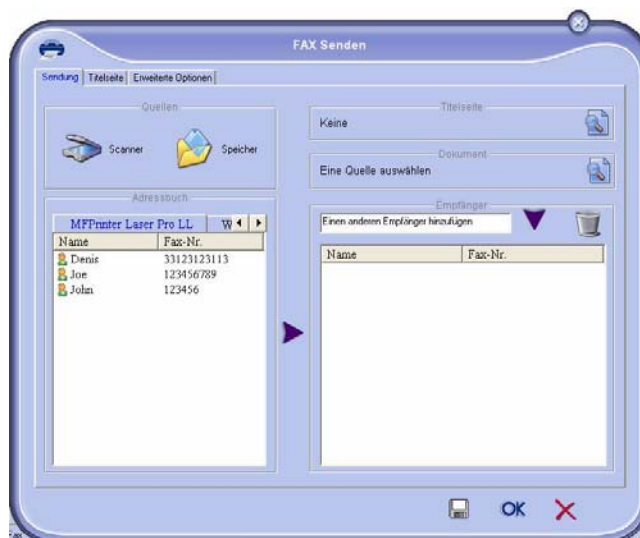 FAX Senden
Sendung Titelseite Erweiterte Optionen
Quellen
Scanner Speicher
Titelseite
Keine
Dokument
Eine Quelle auswählen
Adressbuch
MFPrinter Laser Pro LL W
Name Fax-Nr.
Denis 33123123113
Joe 123456789
John 123456
Empfänger
Einen anderen Empfänger hinzufügen
Name Fax-Nr.
OK